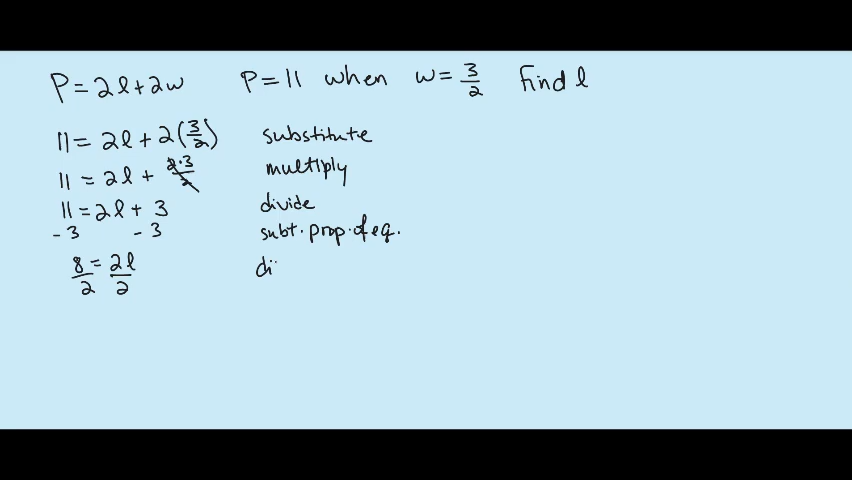 P = 2l + 2w P = 11 when w = 3/2 Find l
11 = 2l + 2(3/2) substitute
11 = 2l + 2·3/2 multiply
11 = 2l + 3 divide
-3 -3 subt. prop. of eq.
8/2 = 2l/2 di